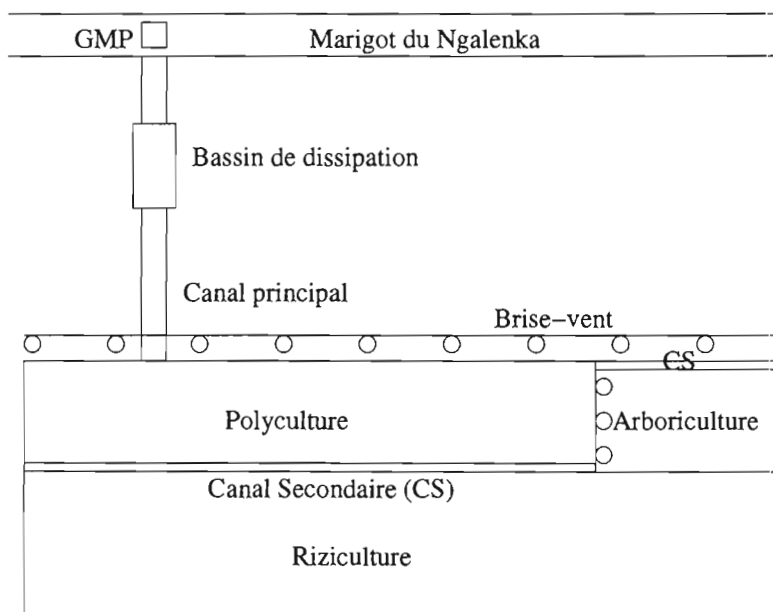 GMP
Marigot du Ngalenka
Bassin de dissipation
Canal principal
Brise-vent
CS
Polyculture
Arboriculture
Canal Secondaire (CS)
Riziculture